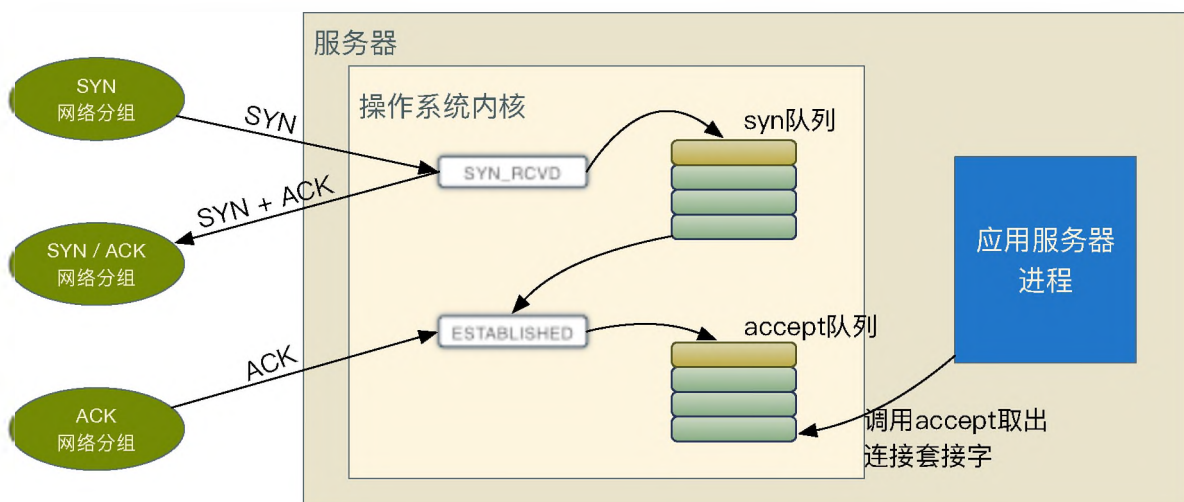 服务器
操作系统内核
SYN
网络分组
SYN
SYN_RCVD
syn队列
SYN + ACK
SYN / ACK
网络分组
应用服务器
进程
ESTABLISHED
accept队列
ACK
ACK
网络分组
调用accept取出
连接套接字